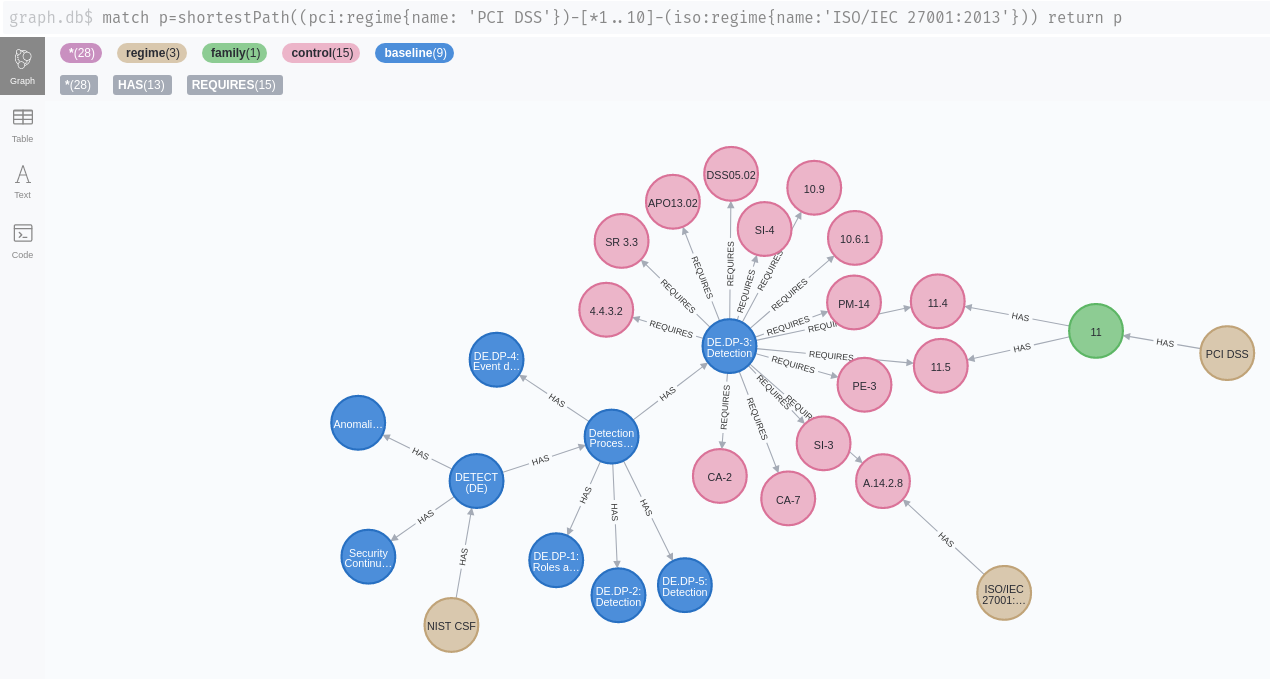 graph.db$ match p=shortestPath((pci:regime{name: 'PCI DSS'})-[*1..10]-(iso:regime{name:'ISO/IEC 27001:2013'})) return p
*(28) regime(3) family(1) control(15) baseline(9)
*(28) HAS(13) REQUIRES(15)
Graph
Table
Text
Code
DSS05.02
10.9
APO13.02
SI-4
SR 3.3
10.6.1
4.4.3.2
PM-14
11.4
11
PCI DSS
DE.DP-3:
Detection
11.5
PE-3
DE.DP-4:
Event d…
Anomali…
Detection
Proces…
SI-3
CA-2
CA-7
A.14.2.8
DETECT
(DE)
Security
Continu…
DE.DP-1:
Roles a…
DE.DP-2:
Detection
DE.DP-5:
Detection
ISO/IEC
27001:…
NIST CSF
REQUIRES
REQUIRES
REQUIRES
REQUIRES
REQUIRES
REQUIRES
REQUIRES
REQUIRES
REQUIRES
REQUIRES
REQUIRES
REQUIRES
REQUIRES
HAS
HAS
HAS
HAS
HAS
HAS
HAS
HAS
HAS
HAS
HAS
HAS
HAS